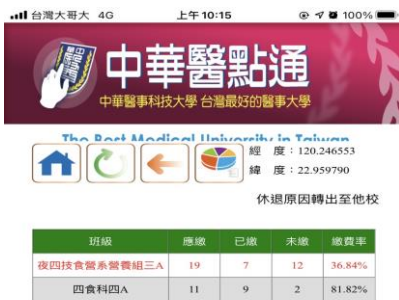 台灣大哥大 4G 上午10:15 100%
中華醫點通
中華醫事科技大學 台灣最好的醫事大學
The Best Medical University in Taiwan
經 度：120.246553
緯 度：22.959790
休退原因轉出至他校
班級 應繳 已繳 未繳 繳費率
夜四技食營系營養組三A 19 7 12 36.84%
四食科四A 11 9 2 81.82%